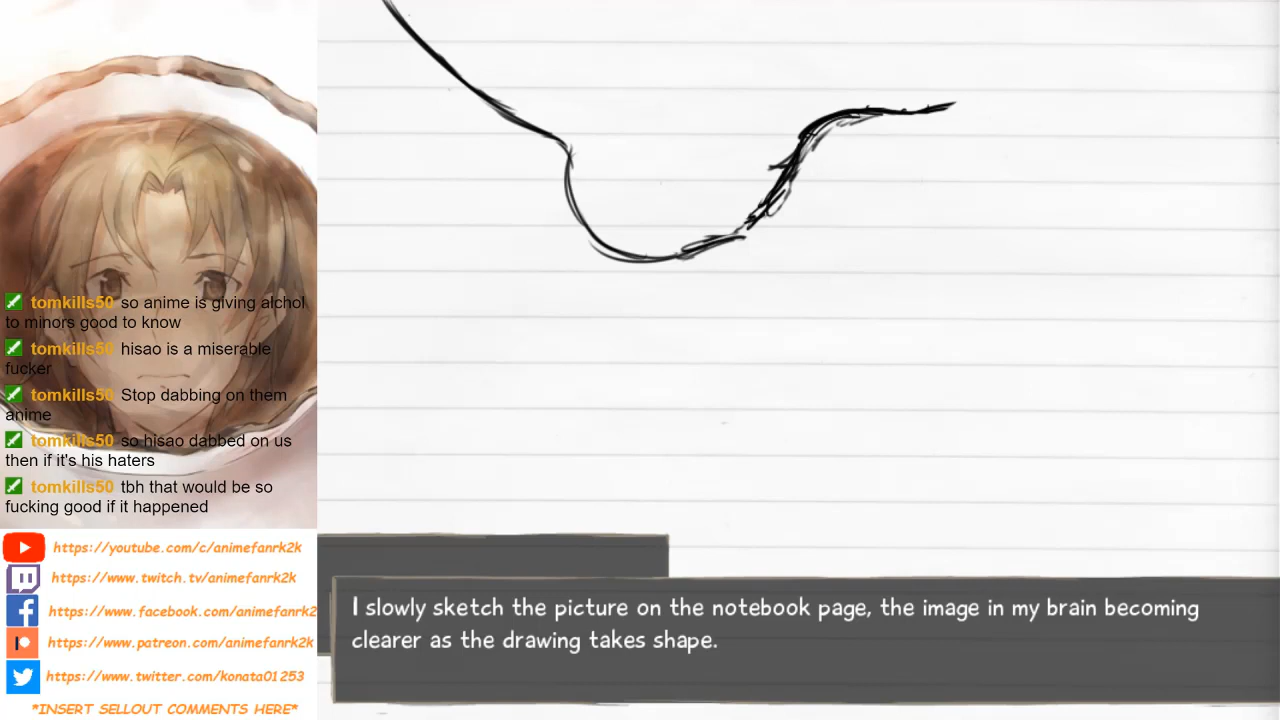 tomkills50 so anime is giving alchol
to minors good to know
tomkills50 hisao is a miserable
fucker
tomkills50 Stop dabbing on them
anime
tomkills50 so hisao dabbed on us
then if it's his haters
tomkills50 tbh that would be so
fucking good if it happened
https://youtube.com/c/animefanrk2k
https://www.twitch.tv/animefanrk2k
https://www.facebook.com/animefanrk2
https://www.patreon.com/animefanrk2k
https://www.twitter.com/konata01253
*INSERT SELLOUT COMMENTS HERE*
I slowly sketch the picture on the notebook page, the image in my brain becoming
clearer as the drawing takes shape.